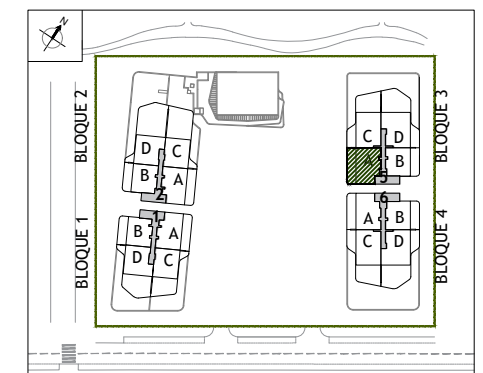 N
BLOQUE 2
BLOQUE 1
D C
B A
2
1
B A
D C
C D
A B
5
6
A B
C D
BLOQUE 3
BLOQUE 4